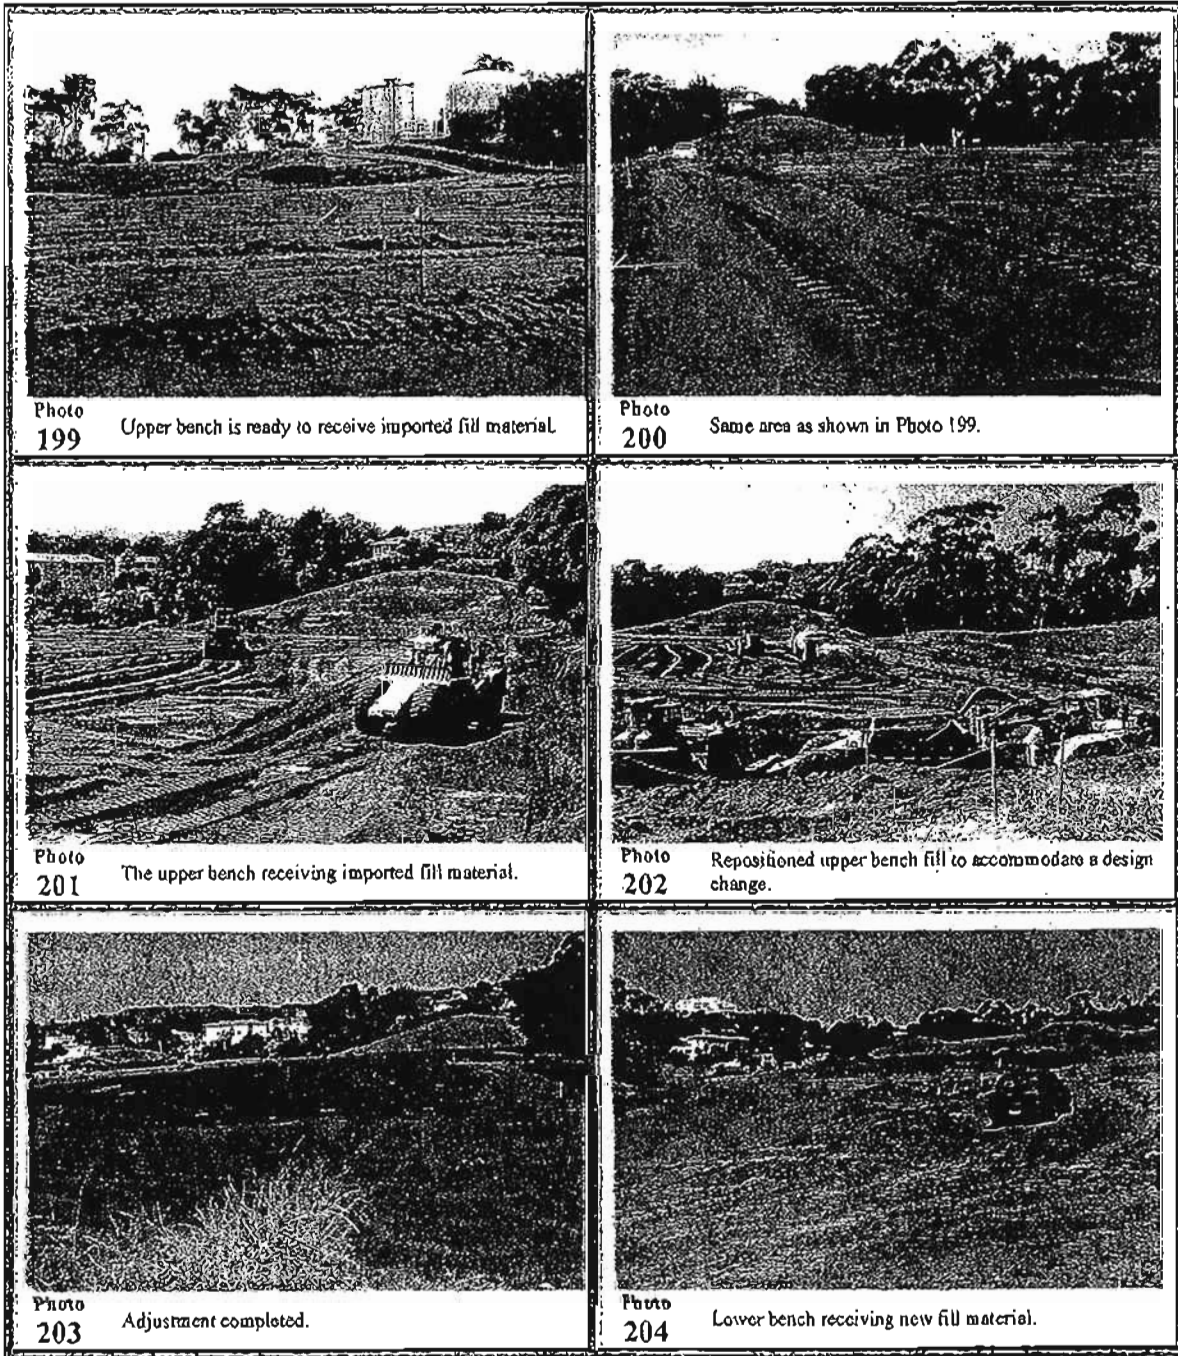 Photo
199
Upper bench is ready to receive imported fill material.
Photo
200
Same area as shown in Photo 199.
Photo
201
The upper bench receiving imported fill material.
Photo
202
Repositioned upper bench fill to accommodate a design
change.
Photo
203
Adjustment completed.
Photo
204
Lower bench receiving new fill material.